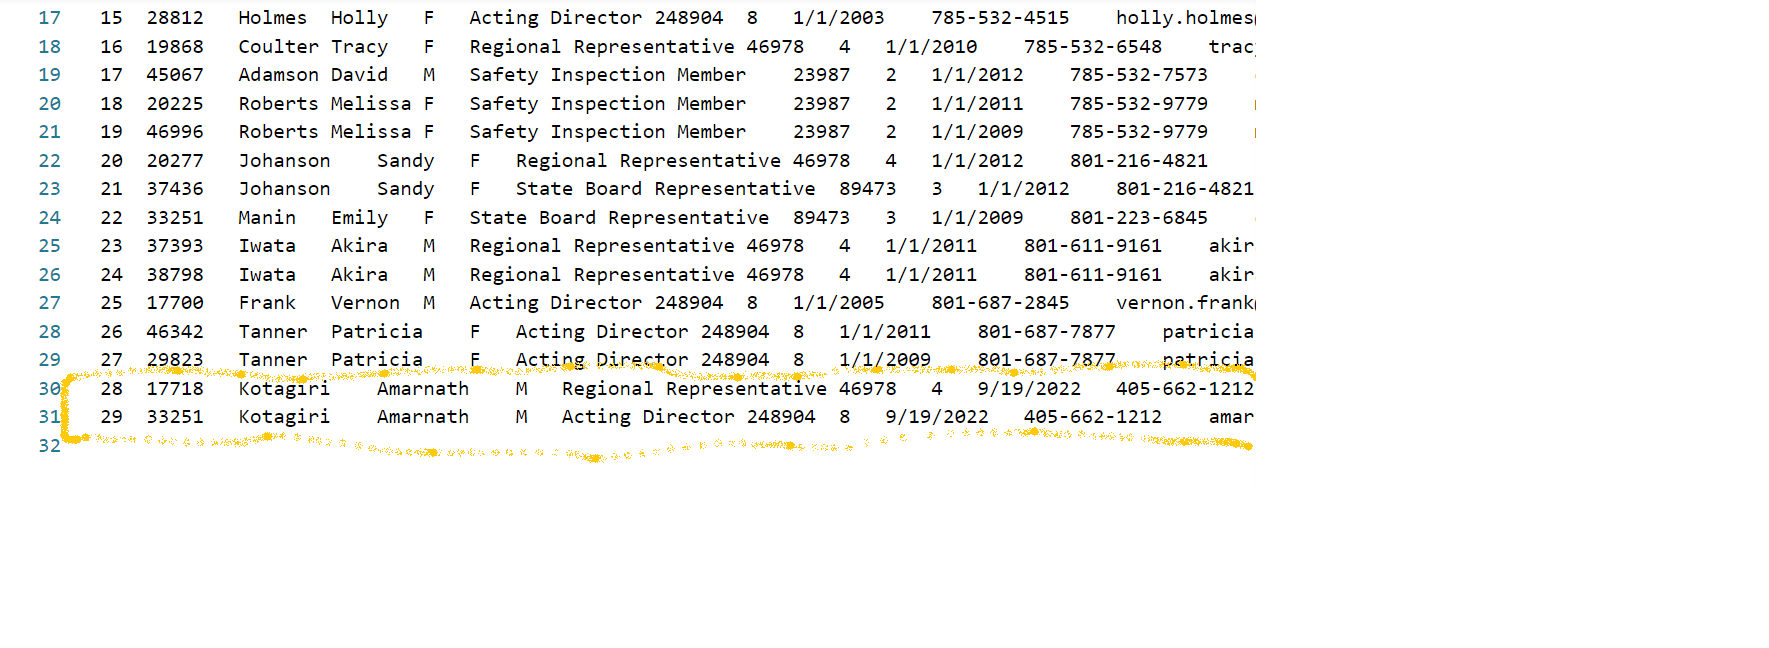 17 15 28812 Holmes Holly F Acting Director 248904 8 1/1/2003 785-532-4515 holly.holmes
18 16 19868 Coulter Tracy F Regional Representative 46978 4 1/1/2010 785-532-6548 trac
19 17 45067 Adamson David M Safety Inspection Member 23987 2 1/1/2012 785-532-7573
20 18 20225 Roberts Melissa F Safety Inspection Member 23987 2 1/1/2011 785-532-9779
21 19 46996 Roberts Melissa F Safety Inspection Member 23987 2 1/1/2009 785-532-9779
22 20 20277 Johanson Sandy F Regional Representative 46978 4 1/1/2012 801-216-4821
23 21 37436 Johanson Sandy F State Board Representative 89473 3 1/1/2012 801-216-4821
24 22 33251 Manin Emily F State Board Representative 89473 3 1/1/2009 801-223-6845
25 23 37393 Iwata Akira M Regional Representative 46978 4 1/1/2011 801-611-9161 akir
26 24 38798 Iwata Akira M Regional Representative 46978 4 1/1/2011 801-611-9161 akir
27 25 17700 Frank Vernon M Acting Director 248904 8 1/1/2005 801-687-2845 vernon.frank
28 26 46342 Tanner Patricia F Acting Director 248904 8 1/1/2011 801-687-7877 patricia
29 27 29823 Tanner Patricia F Acting Director 248904 8 1/1/2009 801-687-7877 patricia
30 28 17718 Kotagiri Amarnath M Regional Representative 46978 4 9/19/2022 405-662-1212
31 29 33251 Kotagiri Amarnath M Acting Director 248904 8 9/19/2022 405-662-1212 amar
32